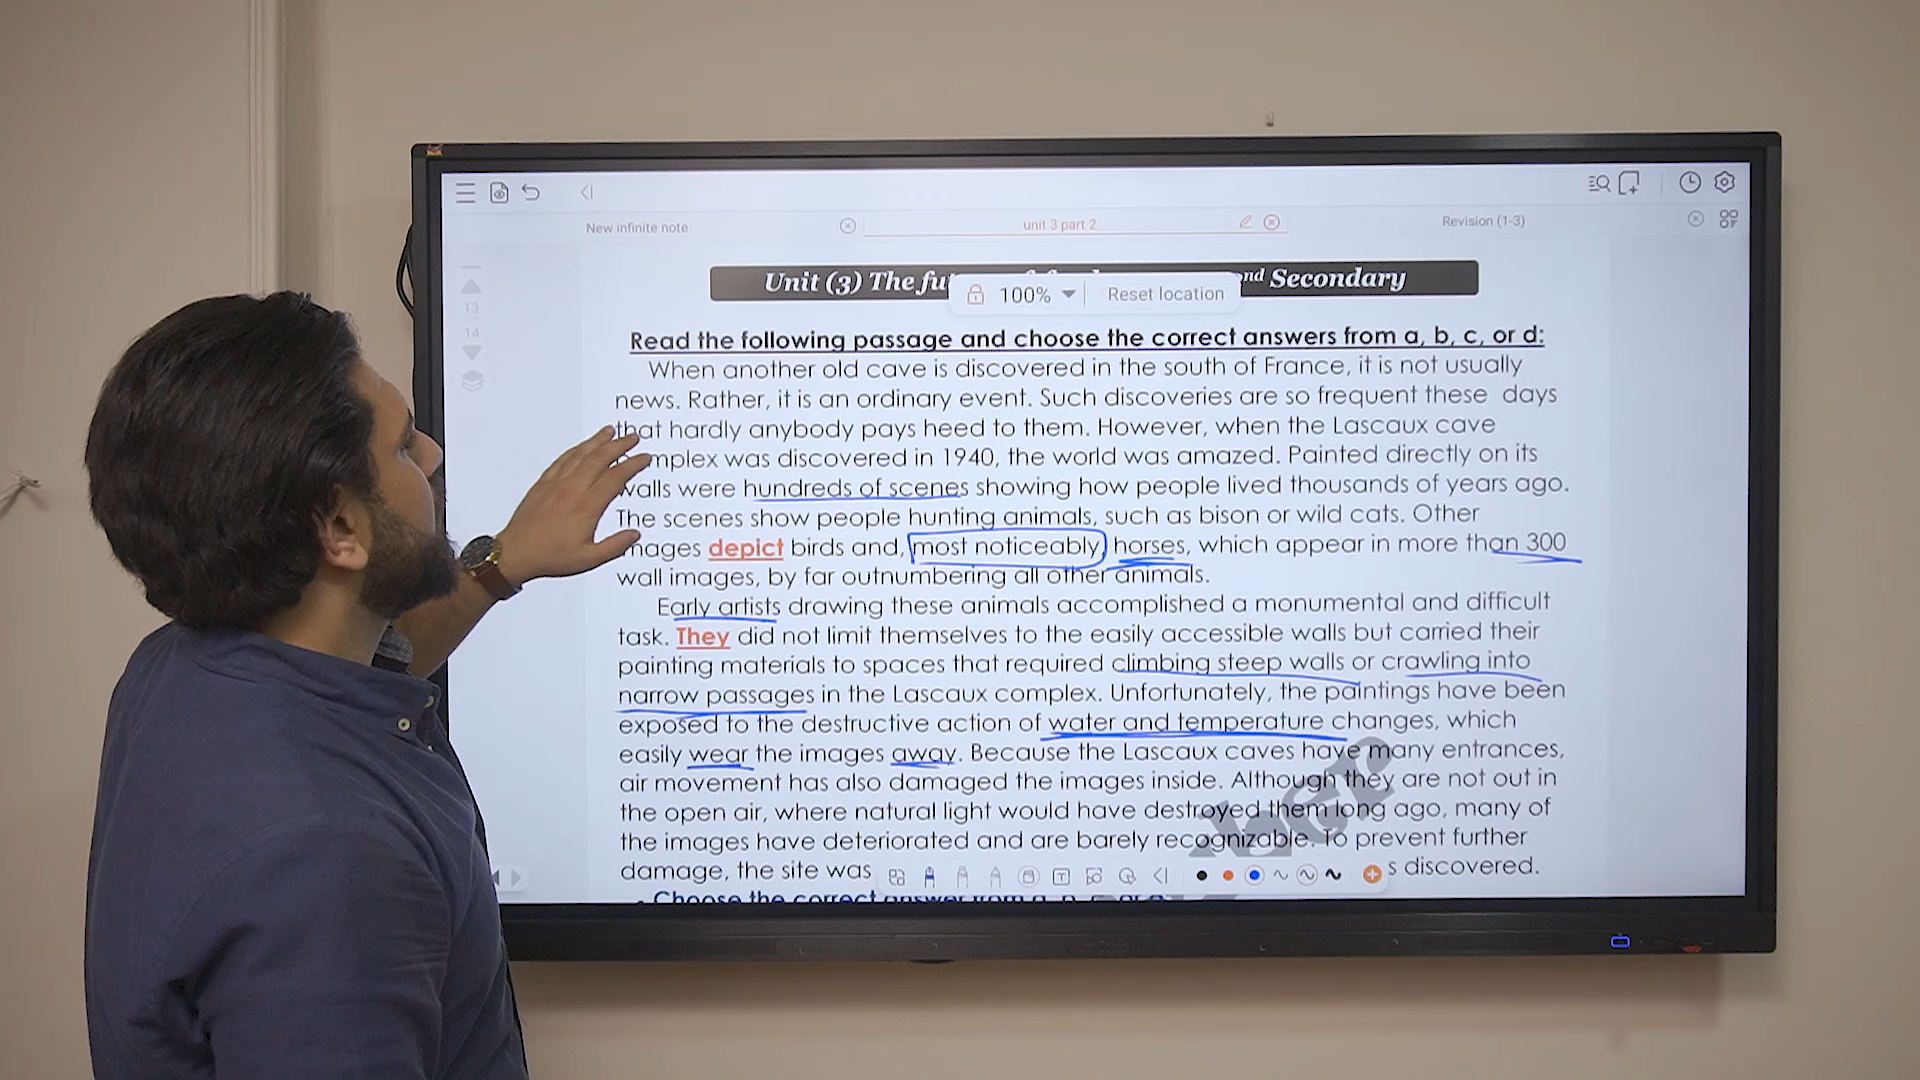 New infinite note
unit 3 part 2
Revision (1-3)
Unit (3) The fu nd Secondary
100% Reset location
13
14
Read the following passage and choose the correct answers from a, b, c, or d:
When another old cave is discovered in the south of France, it is not usually
news. Rather, it is an ordinary event. Such discoveries are so frequent these days
that hardly anybody pays heed to them. However, when the Lascaux cave
complex was discovered in 1940, the world was amazed. Painted directly on its
walls were hundreds of scenes showing how people lived thousands of years ago.
The scenes show people hunting animals, such as bison or wild cats. Other
images depict birds and, most noticeably, horses, which appear in more than 300
wall images, by far outnumbering all other animals.
Early artists drawing these animals accomplished a monumental and difficult
task. They did not limit themselves to the easily accessible walls but carried their
painting materials to spaces that required climbing steep walls or crawling into
narrow passages in the Lascaux complex. Unfortunately, the paintings have been
exposed to the destructive action of water and temperature changes, which
easily wear the images away. Because the Lascaux caves have many entrances,
air movement has also damaged the images inside. Although they are not out in
the open air, where natural light would have destroyed them long ago, many of
the images have deteriorated and are barely recognizable. To prevent further
damage, the site was s discovered.
Choose the correct answer from a, b, c, or d: